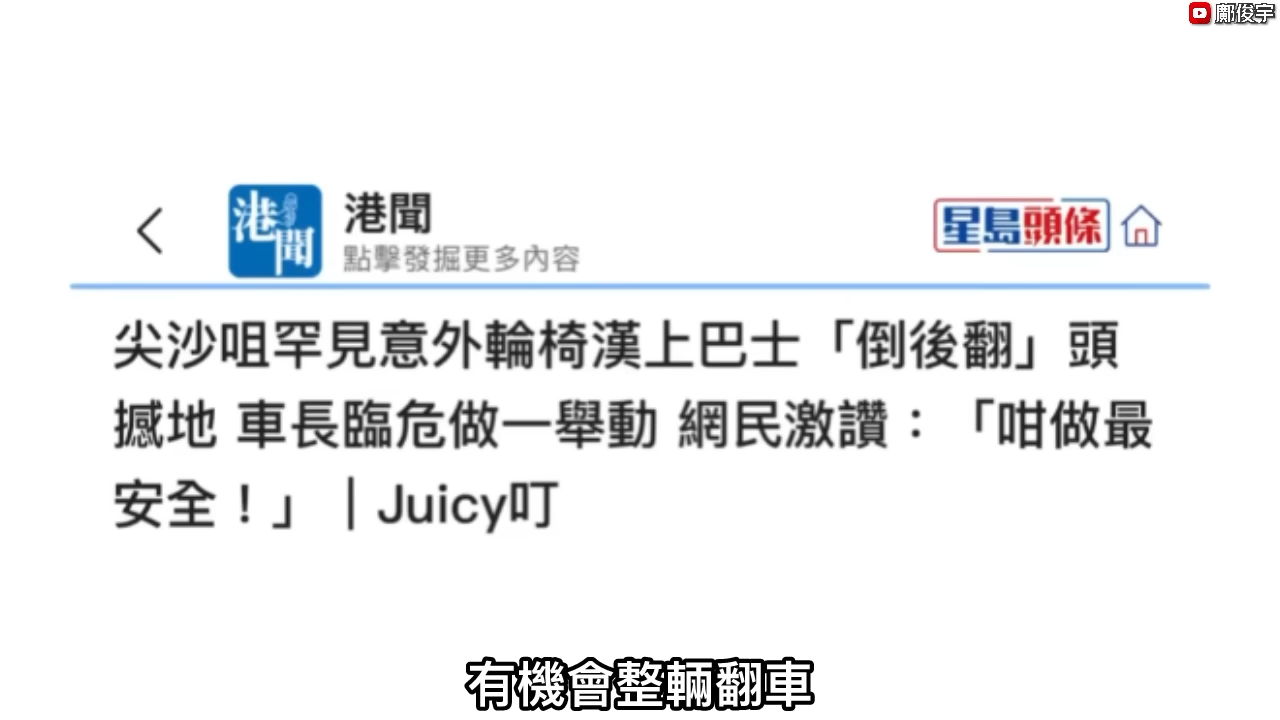 鄺俊宇
港聞
港聞
點擊發掘更多內容
星島頭條
尖沙咀罕見意外輪椅漢上巴士「倒後翻」頭
撼地 車長臨危做一舉動 網民激讚：「咁做最
安全！」｜Juicy叮
有機會整輛翻車